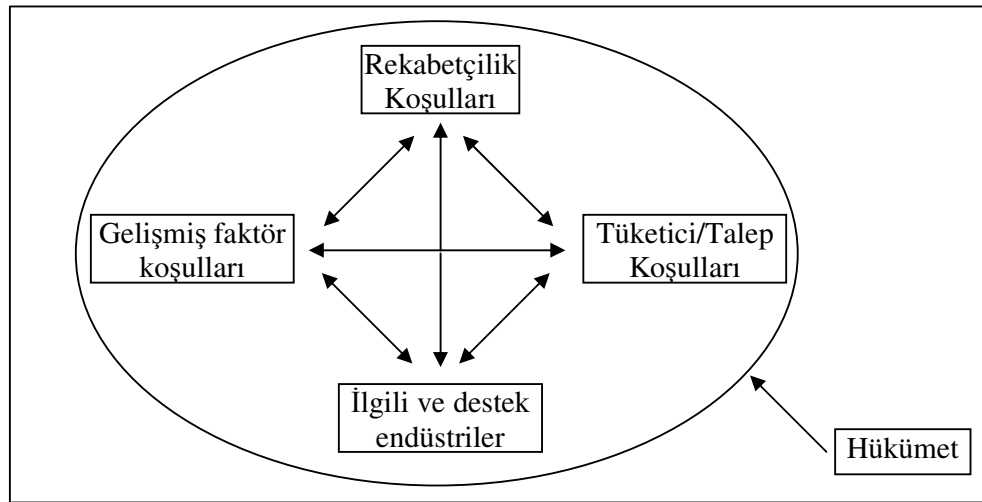 Rekabetçilik
Koşulları
Gelişmiş faktör
koşulları
Tüketici/Talep
Koşulları
İlgili ve destek
endüstriler
Hükümet